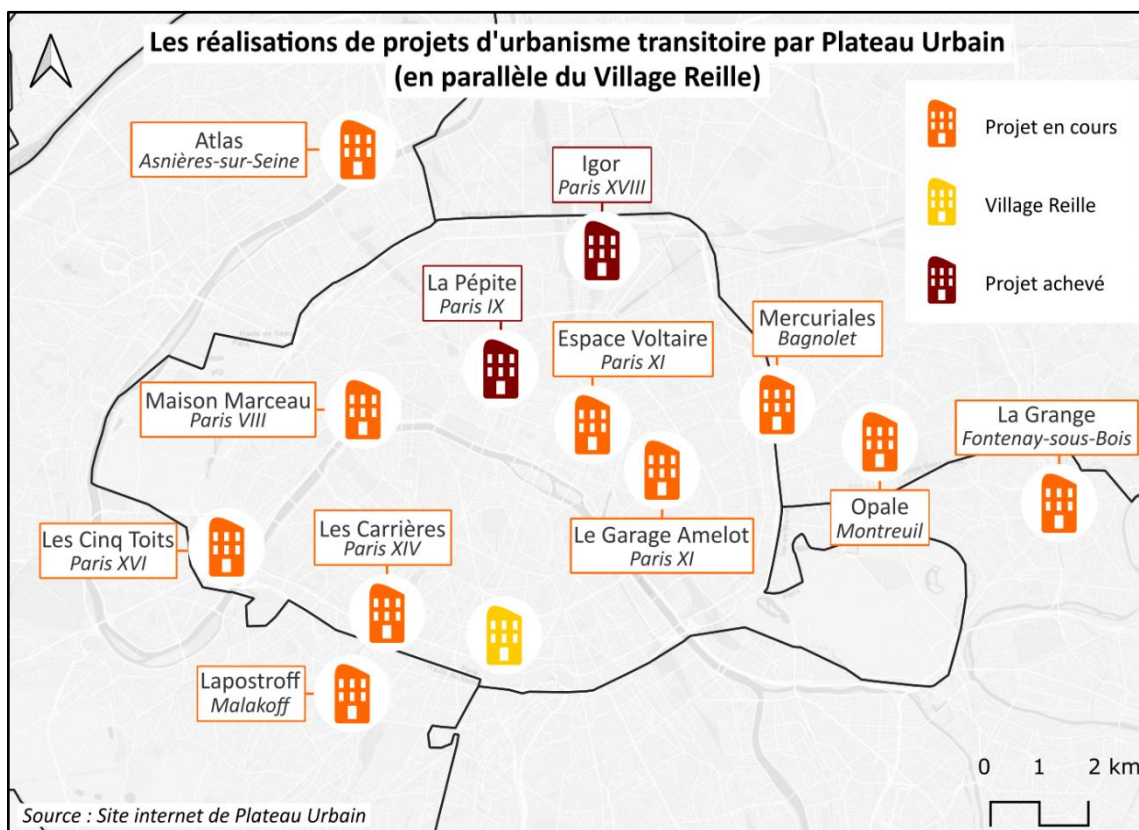 Les réalisations de projets d'urbanisme transitoire par Plateau Urbain
(en parallèle du Village Reille)
Projet en cours
Village Reille
Projet achevé
Atlas
Asnières-sur-Seine
Igor
Paris XVIII
La Pépite
Paris IX
Espace Voltaire
Paris XI
Mercuriales
Bagnolet
Maison Marceau
Paris VIII
La Grange
Fontenay-sous-Bois
Les Cinq Toits
Paris XVI
Les Carrières
Paris XIV
Le Garage Amelot
Paris XI
Opale
Montreuil
Lapostroff
Malakoff
0 1 2 km
Source : Site internet de Plateau Urbain